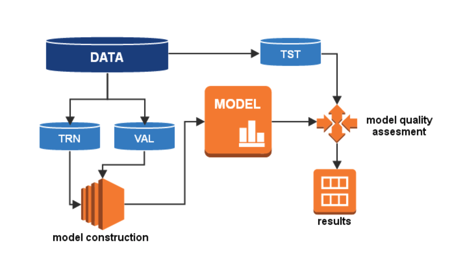 DATA
TST
MODEL
TRN
VAL
model quality
assesment
model construction
results